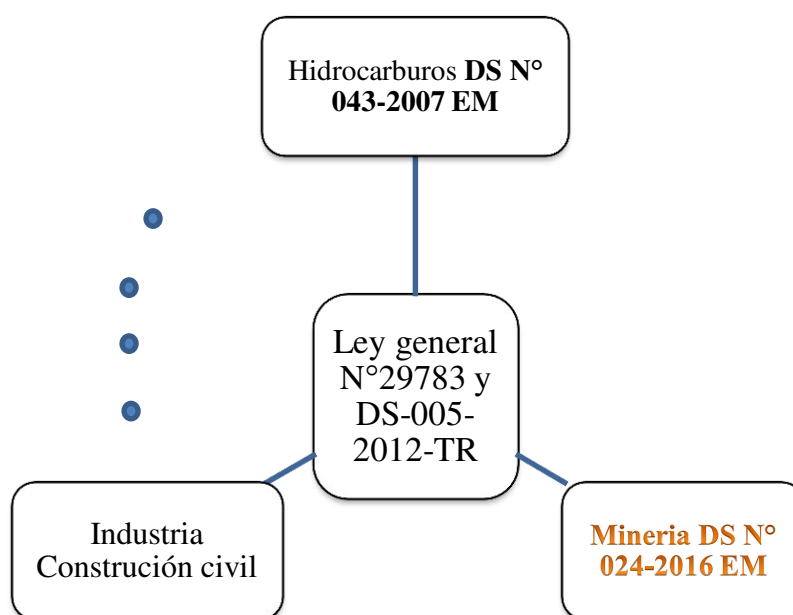 Hidrocarburos DS N°
043-2007 EM
Ley general
N°29783 y
DS-005-
2012-TR
Industria
Construción civil
Mineria DS N°
024-2016 EM